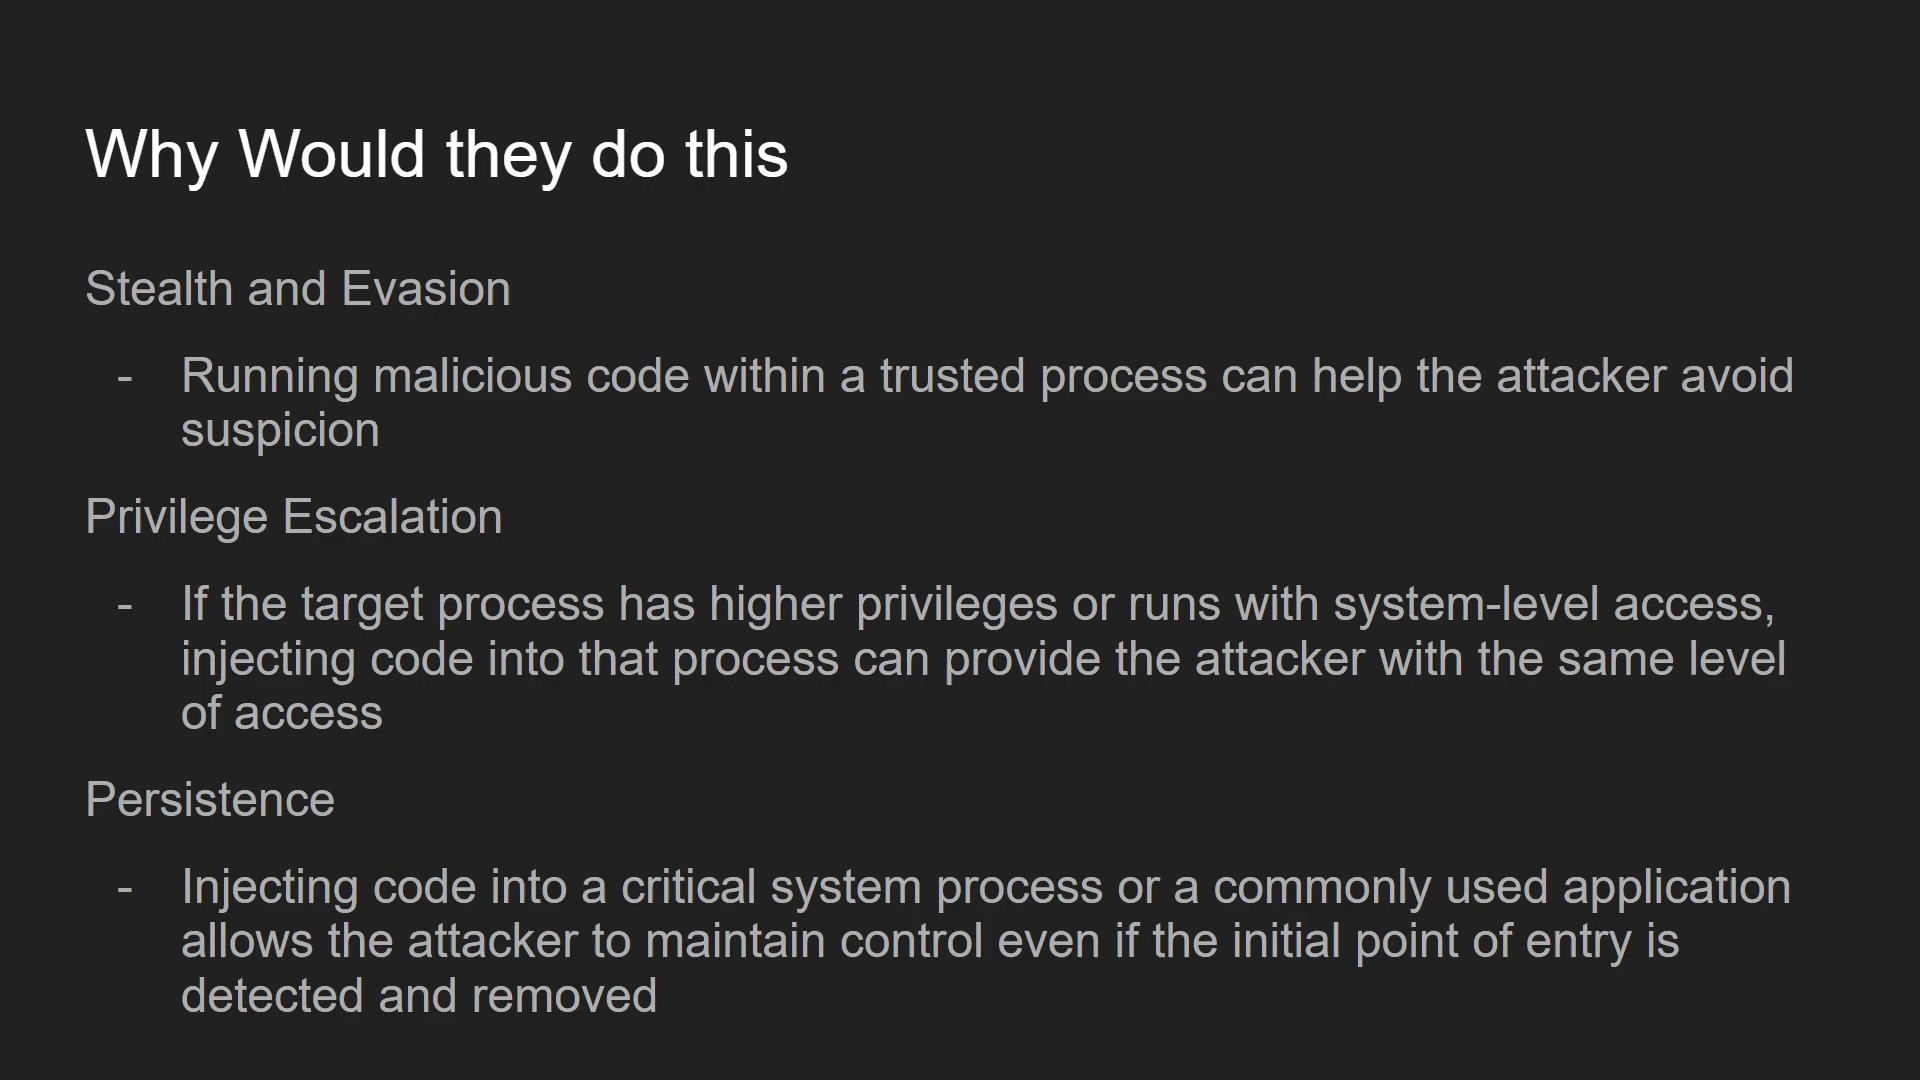 Why Would they do this
Stealth and Evasion
- Running malicious code within a trusted process can help the attacker avoid
suspicion
Privilege Escalation
- If the target process has higher privileges or runs with system-level access,
injecting code into that process can provide the attacker with the same level
of access
Persistence
- Injecting code into a critical system process or a commonly used application
allows the attacker to maintain control even if the initial point of entry is
detected and removed